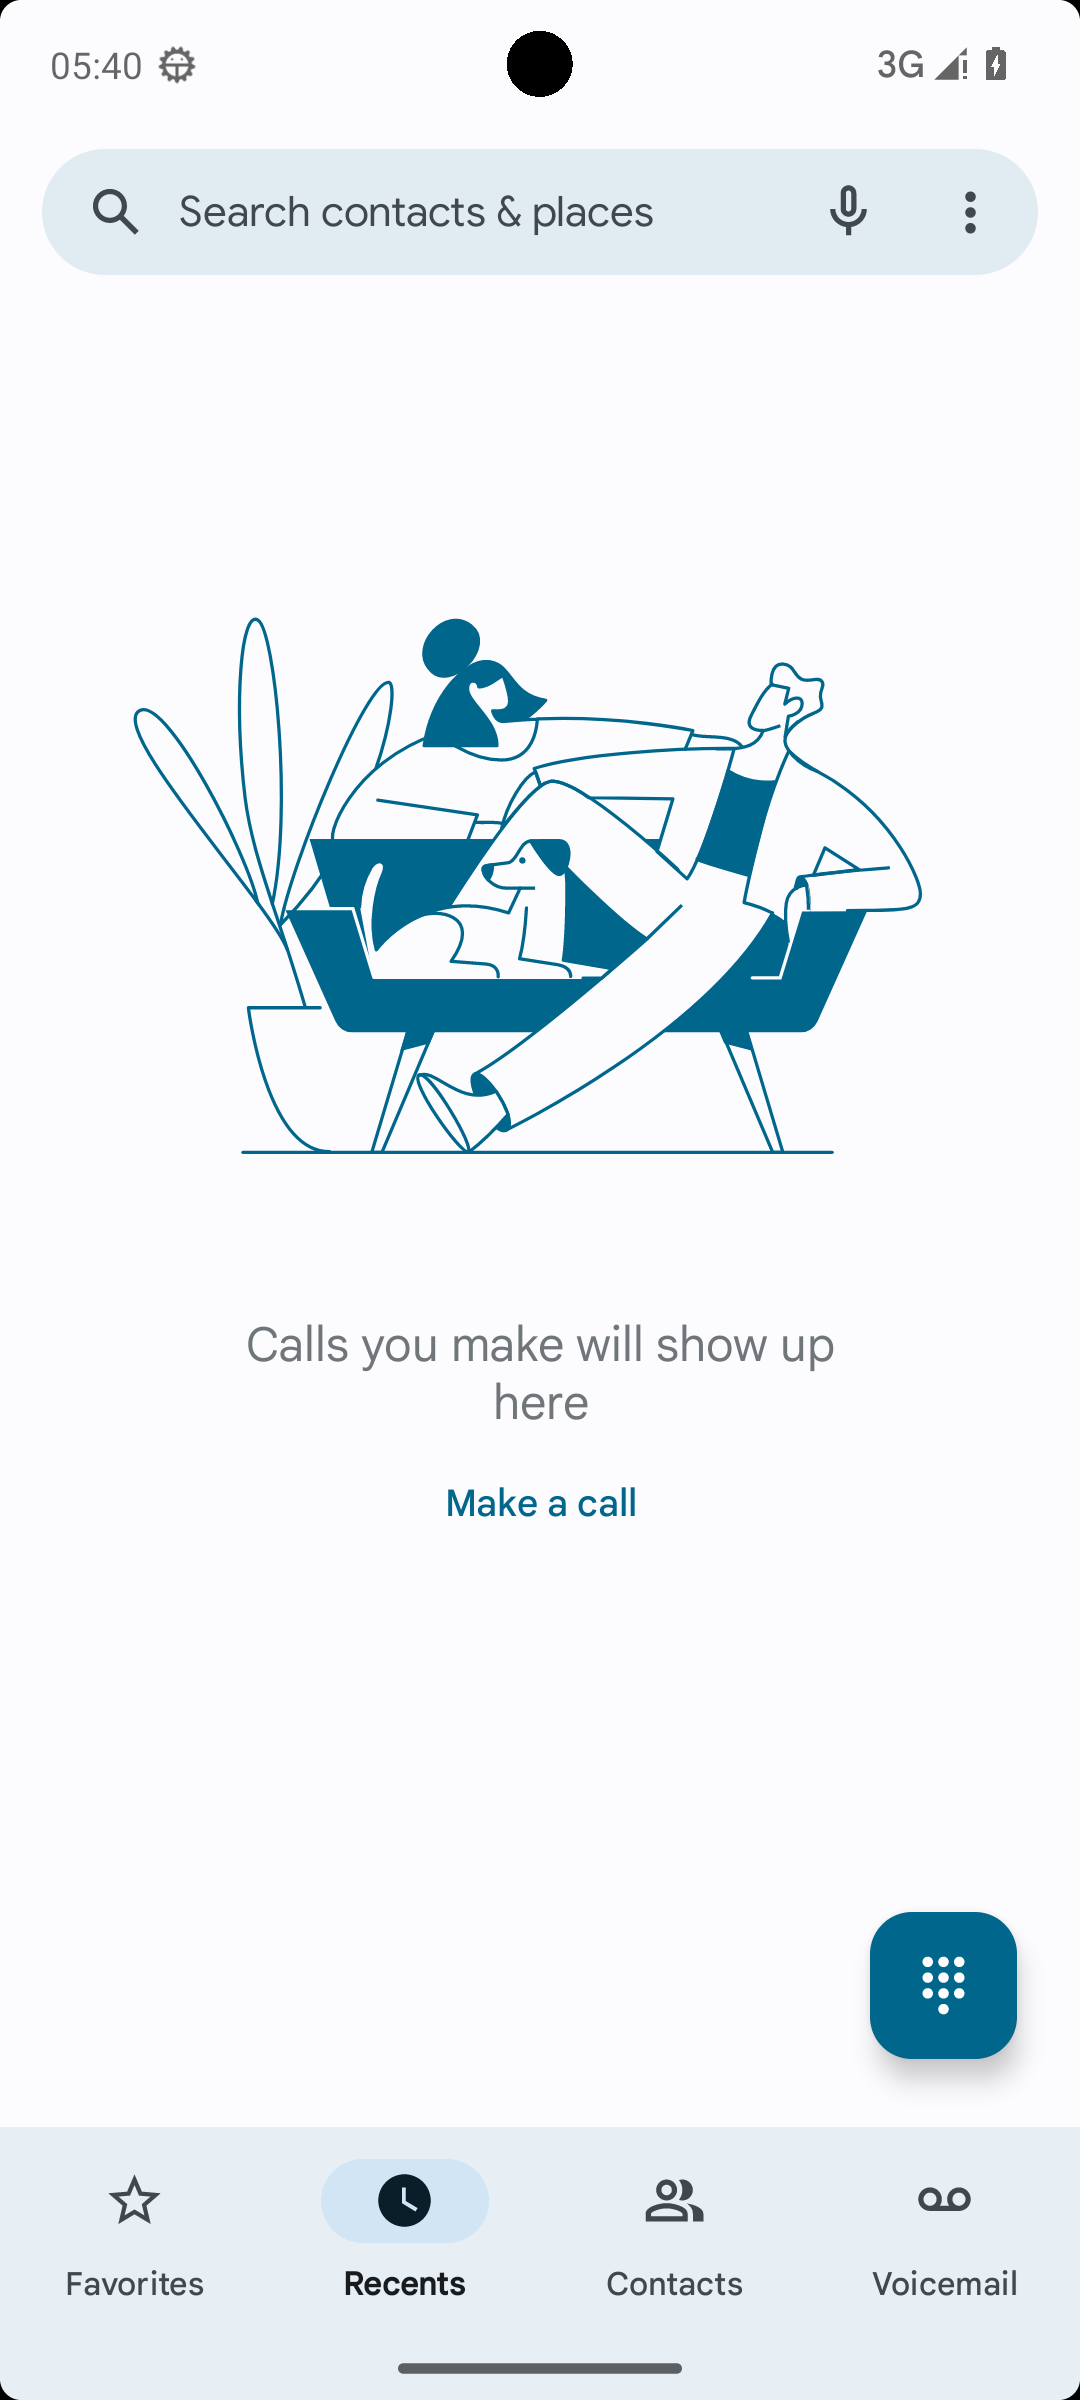 05:40
3G
Search contacts & places
Calls you make will show up
here
Make a call
Favorites
Recents
Contacts
Voicemail